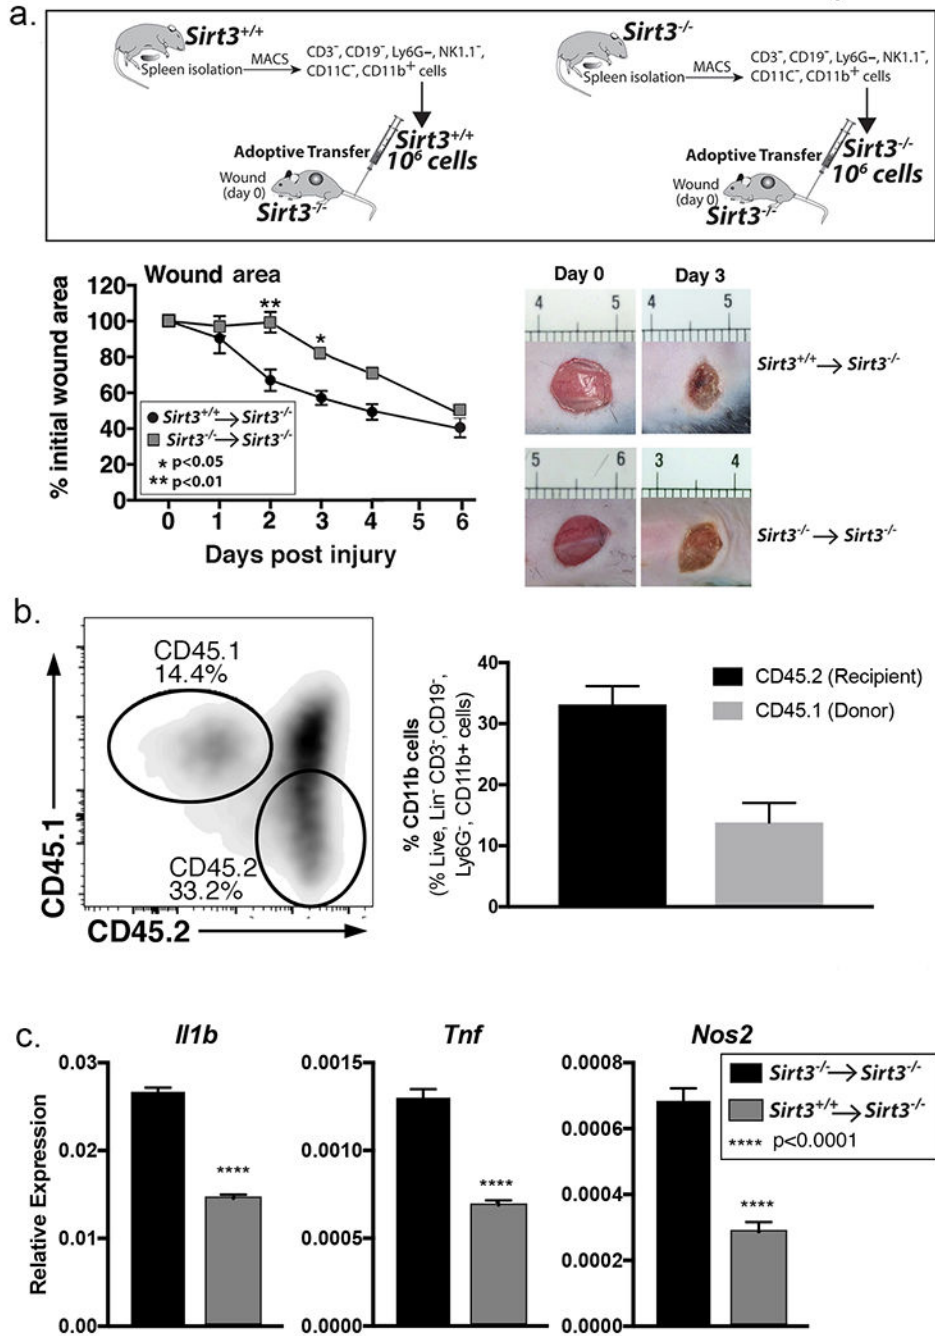 a.
Sirt3+/+
Spleen isolation
MACS
CD3-, CD19-, Ly6G–, NK1.1-,
CD11C-, CD11b+ cells
Adoptive Transfer
Sirt3+/+
10⁶ cells
Wound
(day 0)
Sirt3-/-
Sirt3-/-
Spleen isolation
MACS
CD3-, CD19-, Ly6G–, NK1.1-,
CD11C-, CD11b+ cells
Adoptive Transfer
Sirt3-/-
10⁶ cells
Wound
(day 0)
Sirt3-/-
Wound area
% initial wound area
120
100
80
60
40
20
0
**
*
Sirt3+/+ → Sirt3-/-
Sirt3-/- → Sirt3-/-
* p<0.05
** p<0.01
0 1 2 3 4 5 6
Days post injury
Day 0 Day 3
4 5 4 5
Sirt3+/+ → Sirt3-/-
5 6 3 4
Sirt3-/- → Sirt3-/-
b.
CD45.1
14.4%
CD45.2
33.2%
CD45.1
CD45.2
% CD11b cells
(% Live, Lin- CD3-,CD19-,
Ly6G-, CD11b+ cells)
40
30
20
10
0
CD45.2 (Recipient)
CD45.1 (Donor)
c.
Relative Expression
Il1b
0.03
0.02
0.01
0.00
****
Tnf
0.0015
0.0010
0.0005
0.0000
****
Nos2
0.0008
0.0006
0.0004
0.0002
0.0000
****
Sirt3-/- → Sirt3-/-
Sirt3+/+ → Sirt3-/-
**** p<0.0001